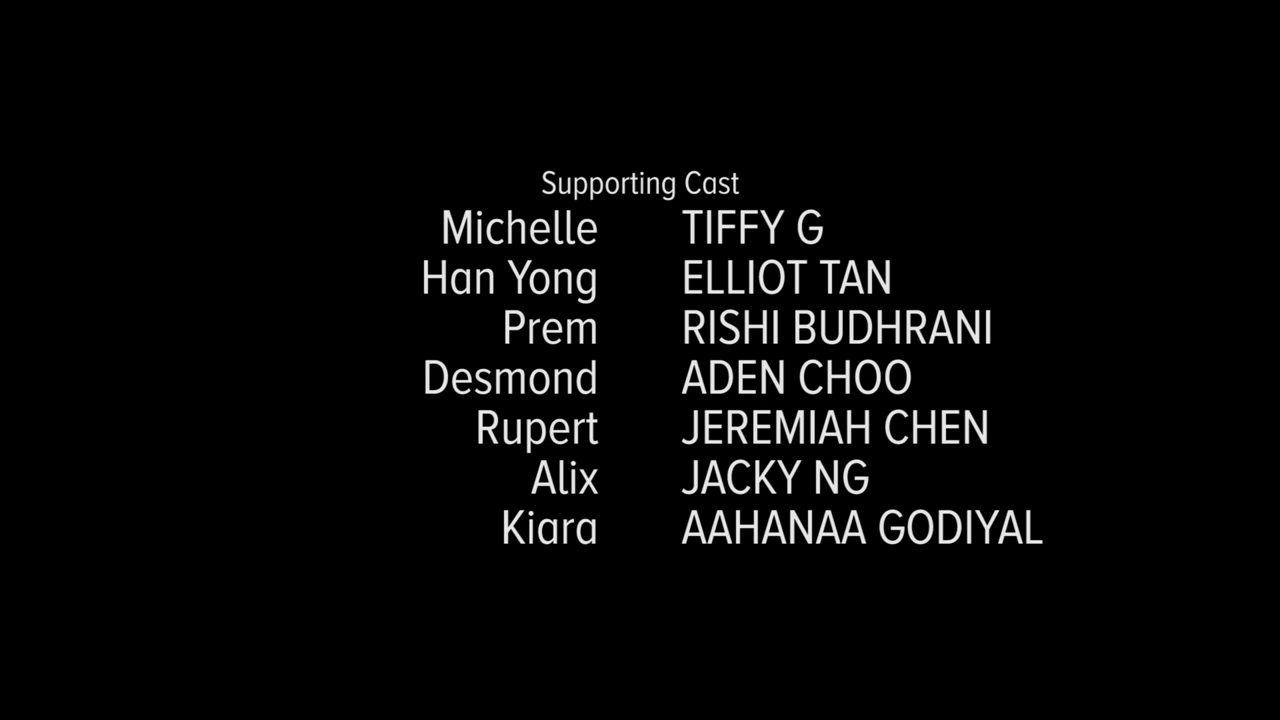 Supporting Cast
Michelle TIFFY G
Han Yong ELLIOT TAN
Prem RISHI BUDHRANI
Desmond ADEN CHOO
Rupert JEREMIAH CHEN
Alix JACKY NG
Kiara AAHANAA GODIYAL